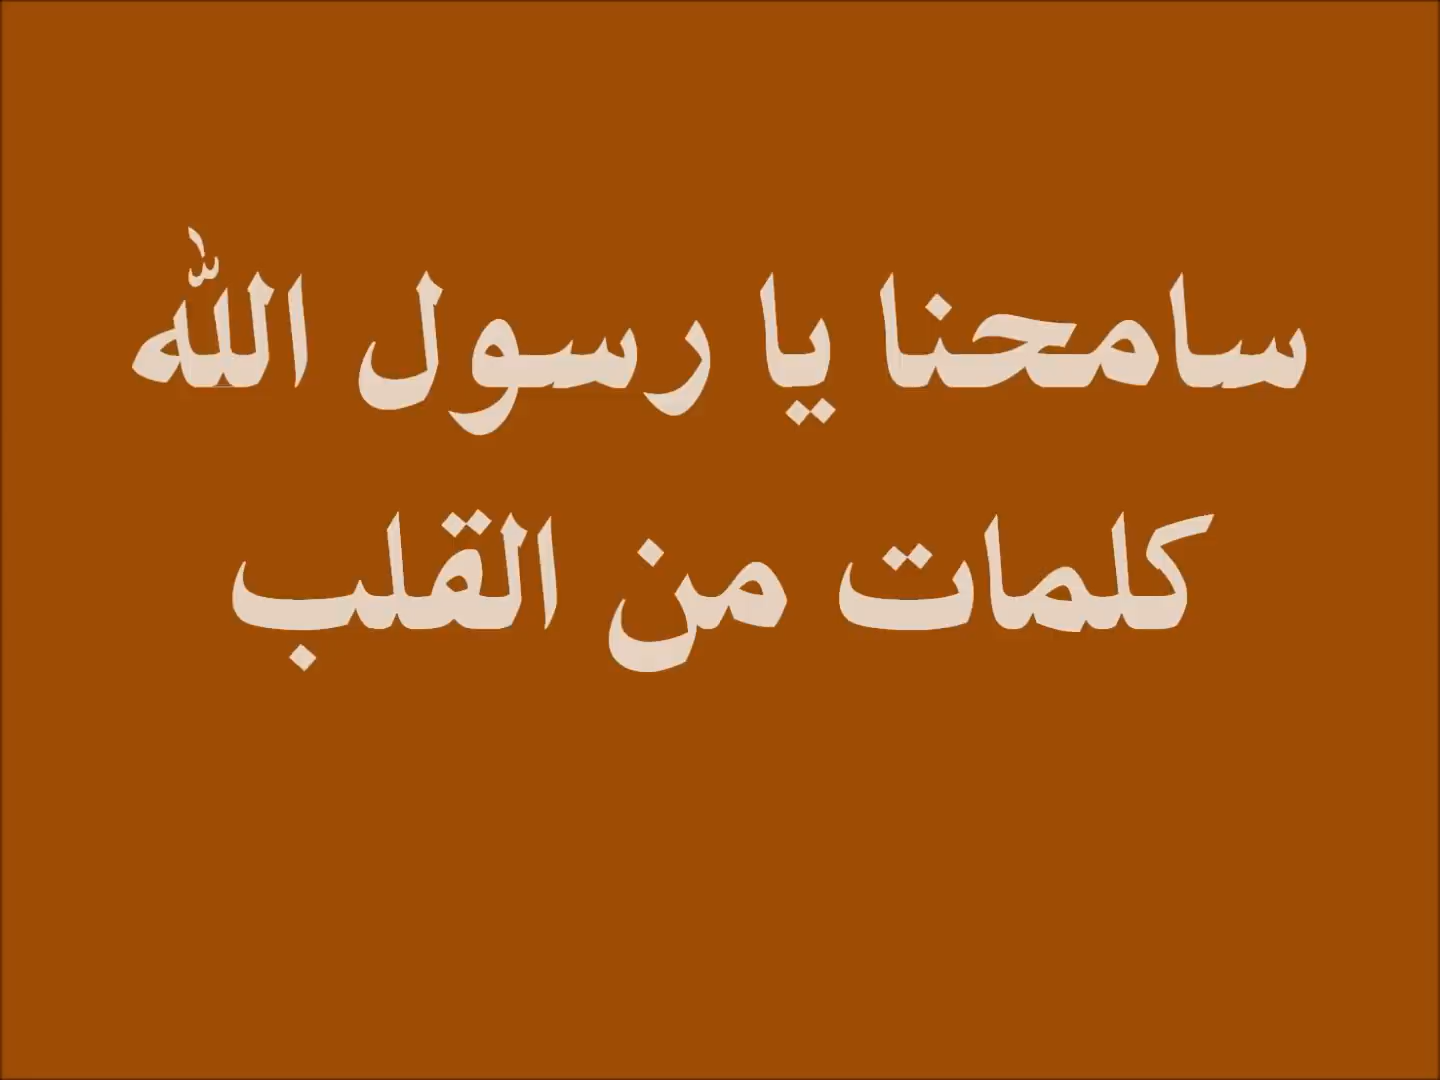 سامحنا يا رسول الله
كلمات من القلب